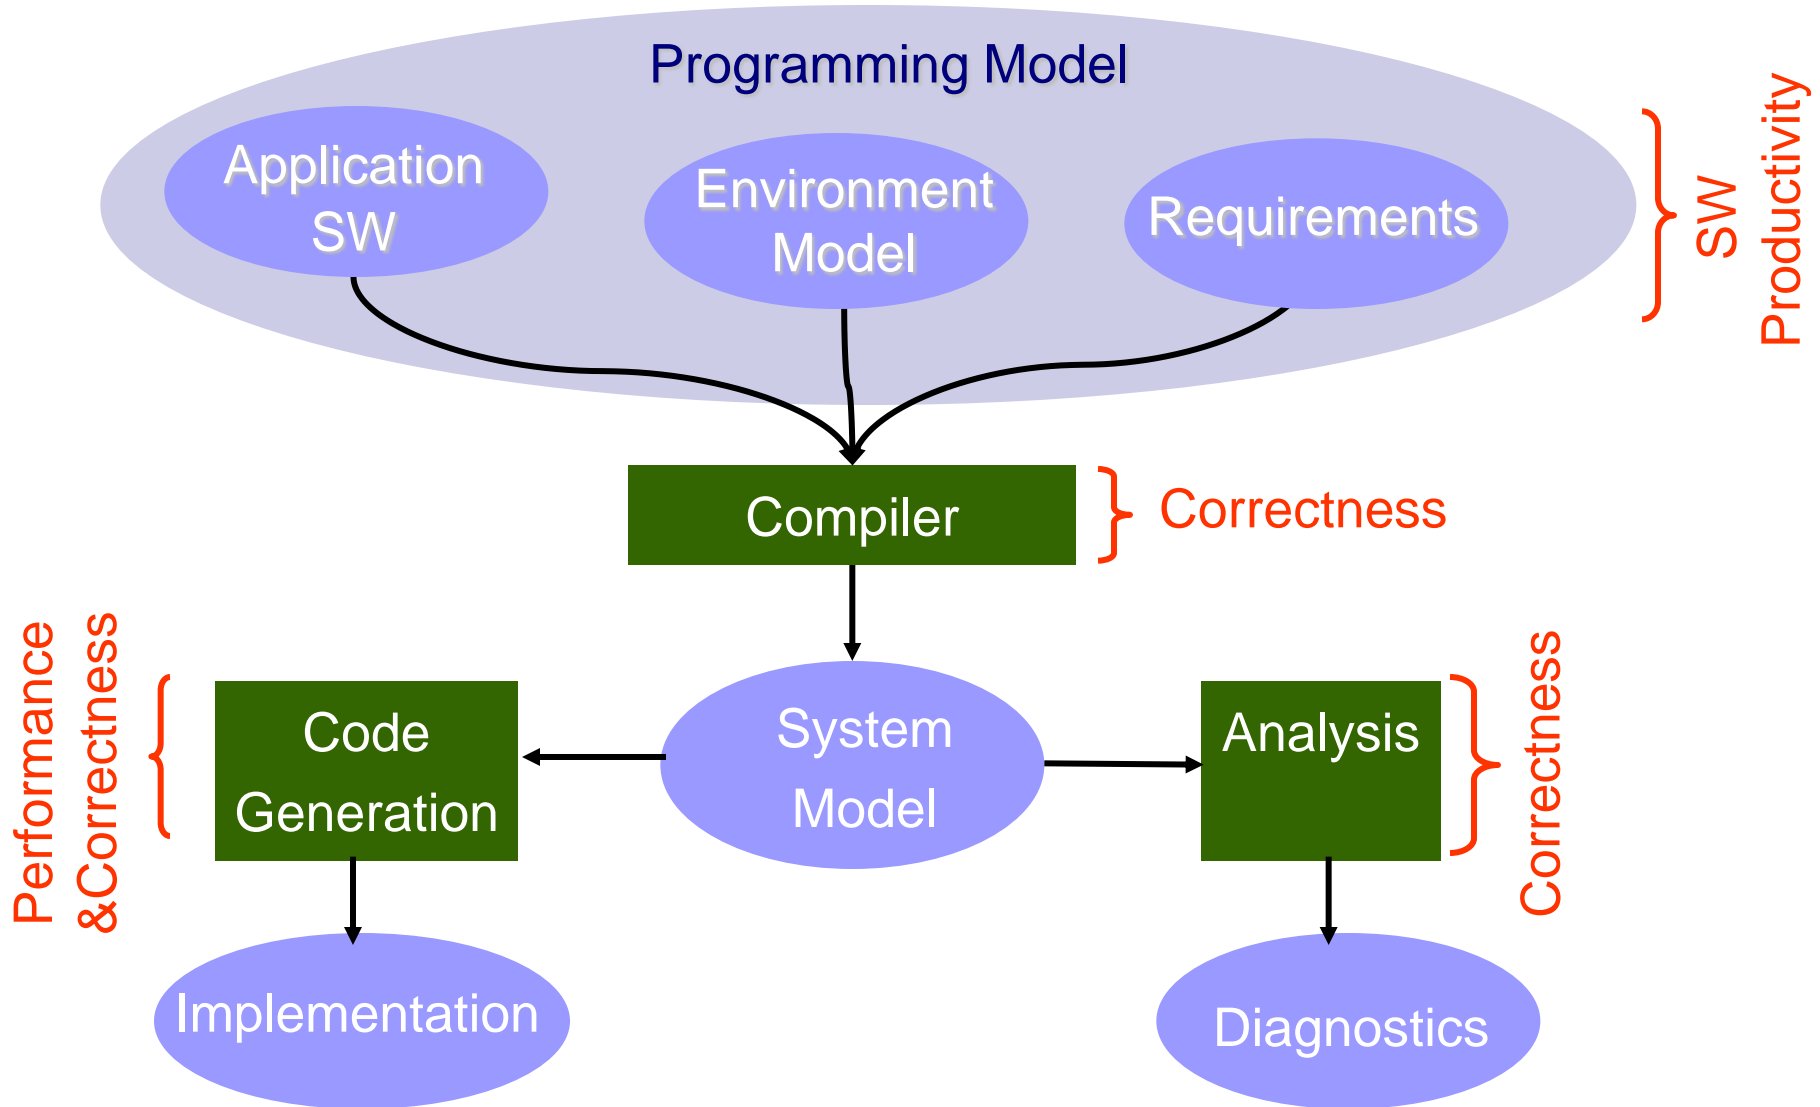 Programming Model
Application
SW
Environment
Model
Requirements
SW
Productivity
Compiler
Correctness
Performance
&Correctness
Code
Generation
System
Model
Analysis
Correctness
Implementation
Diagnostics